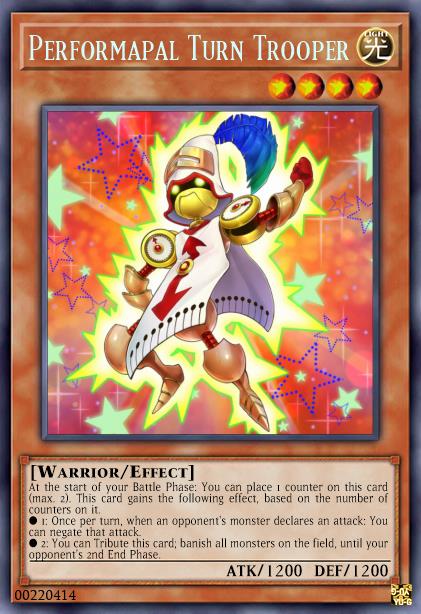 PERFORMAPAL TURN TROOPER
LIGHT
光
[WARRIOR/EFFECT]
At the start of your Battle Phase: You can place 1 counter on this card
(max. 2). This card gains the following effect, based on the number of
counters on it.
● 1: Once per turn, when an opponent's monster declares an attack: You
can negate that attack.
● 2: You can Tribute this card; banish all monsters on the field, until your
opponent's 2nd End Phase.
ATK/1200 DEF/1200
00220414